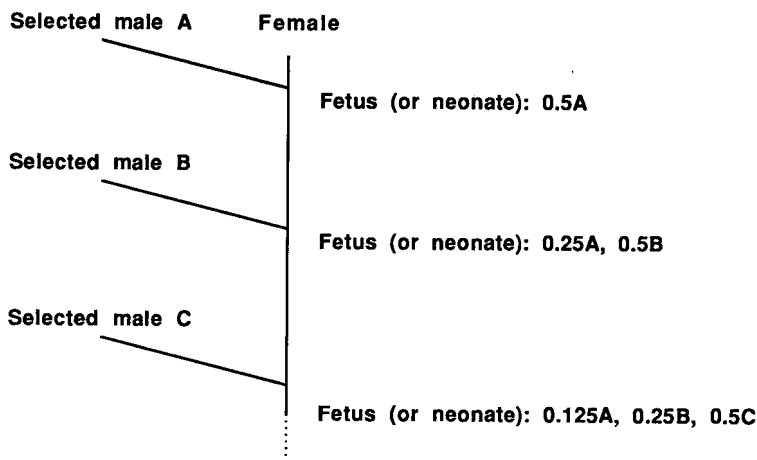 Selected male A Female
Fetus (or neonate): 0.5A
Selected male B
Fetus (or neonate): 0.25A, 0.5B
Selected male C
Fetus (or neonate): 0.125A, 0.25B, 0.5C